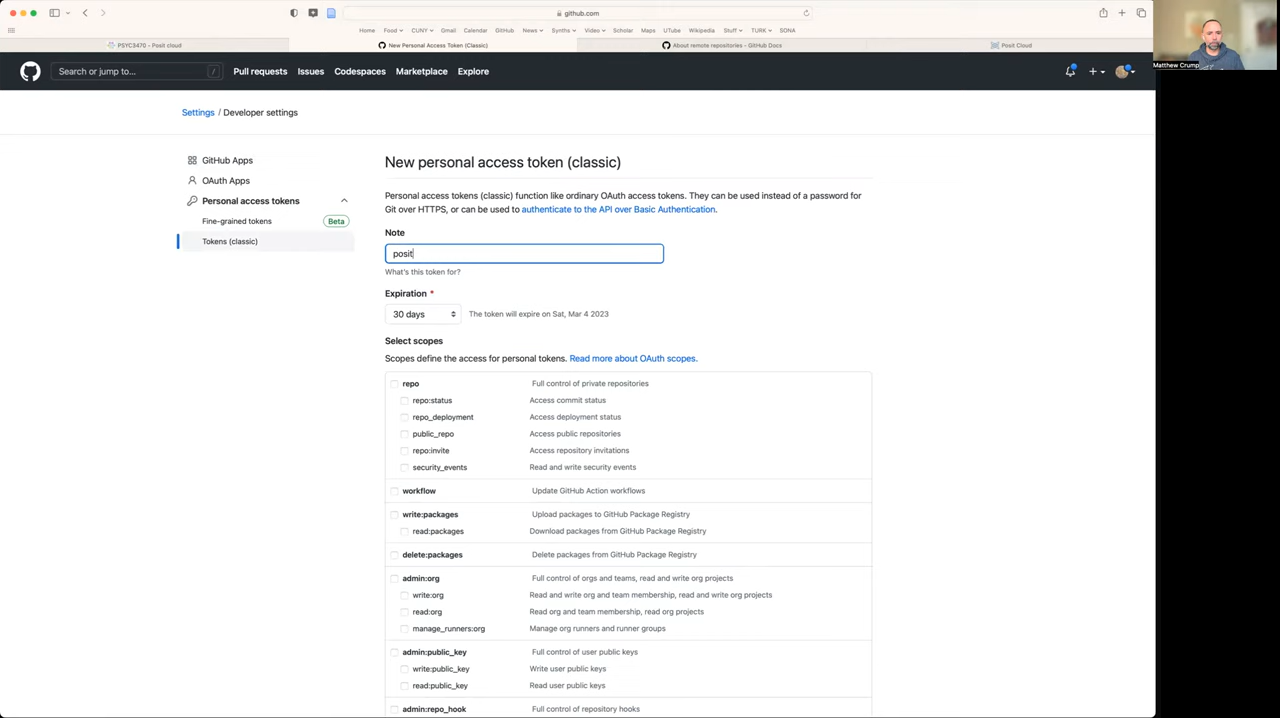 github.com
Home Food CUNY Gmail Calendar GitHub News Synths Video Scholar Maps UTube Wikipedia Stuff TURK SONA
PSYC3470 - Posit cloud
New Personal Access Token (Classic)
About remote repositories - GitHub Docs
Posit Cloud
Matthew Crump
Search or jump to... /
Pull requests Issues Codespaces Marketplace Explore
Settings / Developer settings
GitHub Apps
OAuth Apps
Personal access tokens
Fine-grained tokens Beta
Tokens (classic)
New personal access token (classic)
Personal access tokens (classic) function like ordinary OAuth access tokens. They can be used instead of a password for
Git over HTTPS, or can be used to authenticate to the API over Basic Authentication.
Note
posit
What's this token for?
Expiration *
30 days The token will expire on Sat, Mar 4 2023
Select scopes
Scopes define the access for personal tokens. Read more about OAuth scopes.
repo Full control of private repositories
repo:status Access commit status
repo_deployment Access deployment status
public_repo Access public repositories
repo:invite Access repository invitations
security_events Read and write security events
workflow Update GitHub Action workflows
write:packages Upload packages to GitHub Package Registry
read:packages Download packages from GitHub Package Registry
delete:packages Delete packages from GitHub Package Registry
admin:org Full control of orgs and teams, read and write org projects
write:org Read and write org and team membership, read and write org projects
read:org Read org and team membership, read org projects
manage_runners:org Manage org runners and runner groups
admin:public_key Full control of user public keys
write:public_key Write user public keys
read:public_key Read user public keys
admin:repo_hook Full control of repository hooks